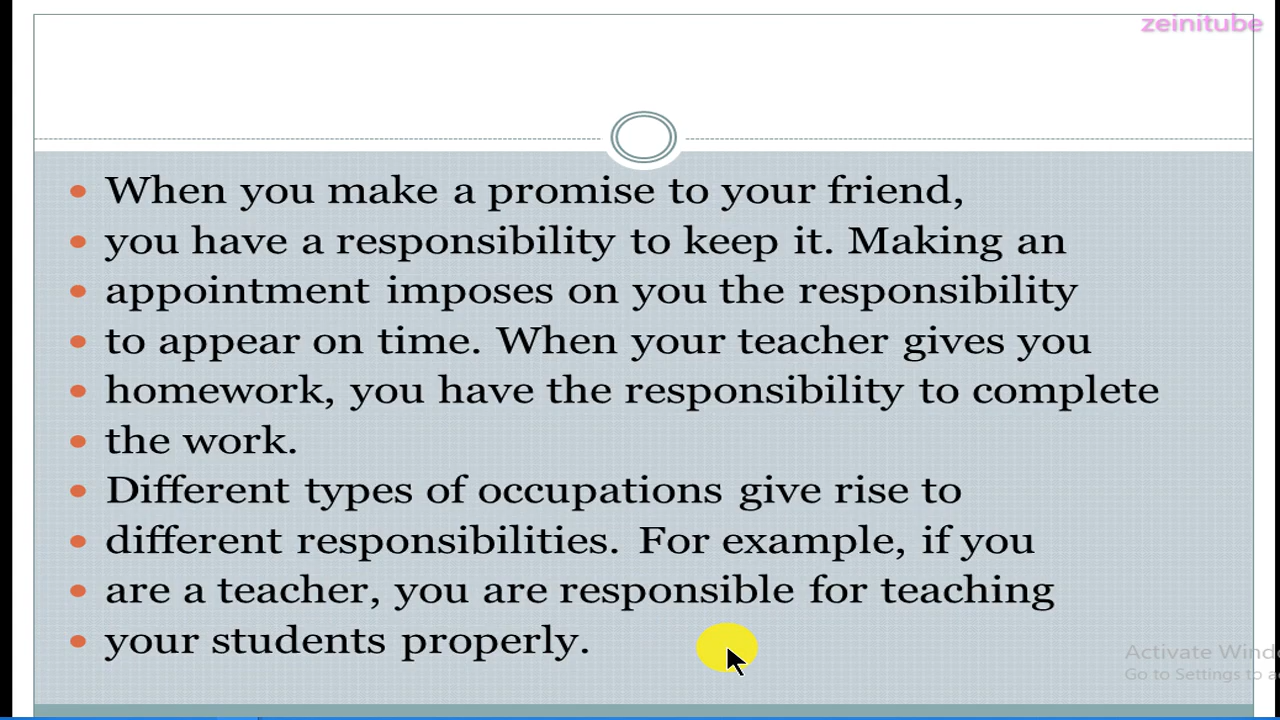 zeinitube
When you make a promise to your friend,
you have a responsibility to keep it. Making an
appointment imposes on you the responsibility
to appear on time. When your teacher gives you
homework, you have the responsibility to complete
the work.
Different types of occupations give rise to
different responsibilities. For example, if you
are a teacher, you are responsible for teaching
your students properly.
Activate Wind
Go to Settings to a